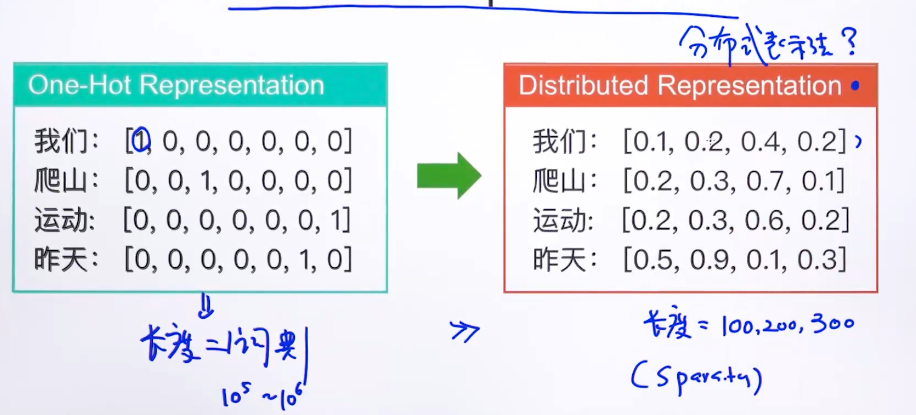 分布式表示法?
One-Hot Representation
我们: [1, 0, 0, 0, 0, 0, 0]
爬山: [0, 0, 1, 0, 0, 0, 0]
运动: [0, 0, 0, 0, 0, 0, 1]
昨天: [0, 0, 0, 0, 0, 1, 0]
Distributed Representation
我们: [0.1, 0.2, 0.4, 0.2]
爬山: [0.2, 0.3, 0.7, 0.1]
运动: [0.2, 0.3, 0.6, 0.2]
昨天: [0.5, 0.9, 0.1, 0.3]
长度=|词典|
10⁵~10⁶
>>
长度=100,200,300
(Sparsity)